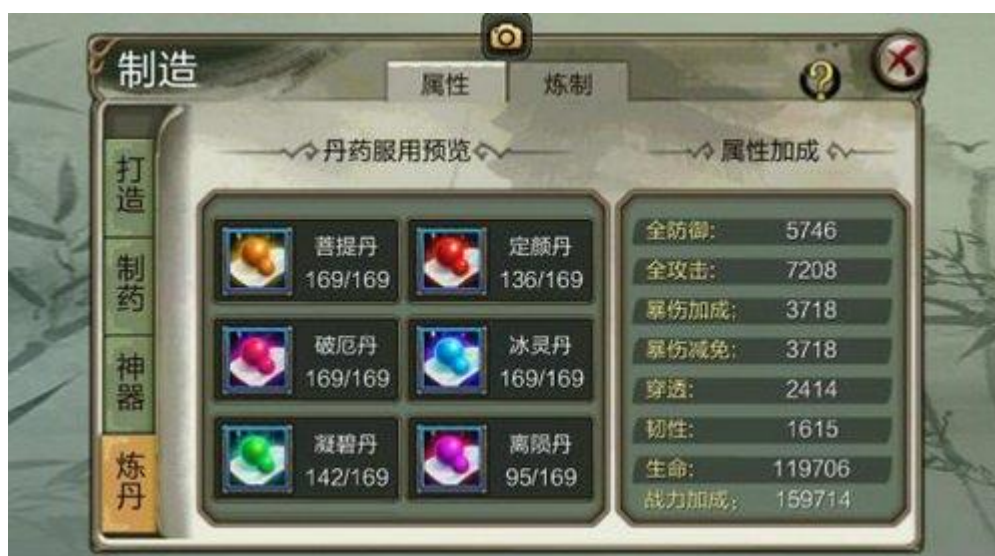 制造
属性
炼制
打造
制药
神器
炼丹
丹药服用预览
菩提丹
169/169
定颜丹
136/169
破厄丹
169/169
冰灵丹
169/169
凝碧丹
142/169
离陨丹
95/169
属性加成
全防御: 5746
全攻击: 7208
暴伤加成: 3718
暴伤减免: 3718
穿透: 2414
韧性: 1615
生命: 119706
战力加成: 159714